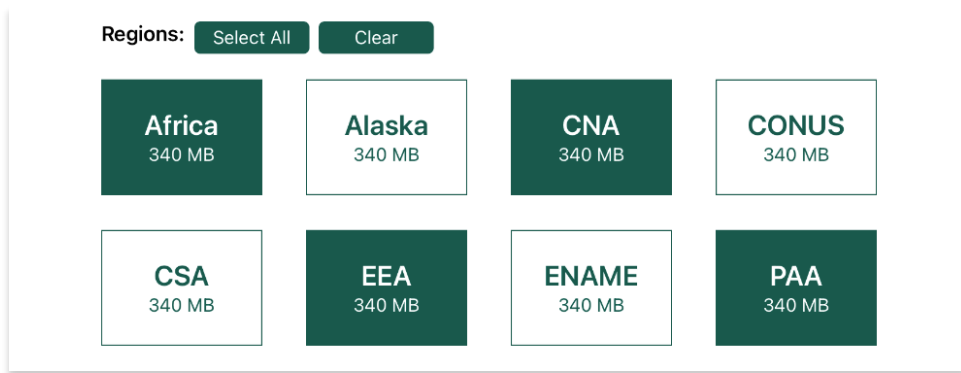 Regions: Select All Clear
Africa Alaska CNA CONUS
340 MB 340 MB 340 MB 340 MB
CSA EEA ENAME PAA
340 MB 340 MB 340 MB 340 MB